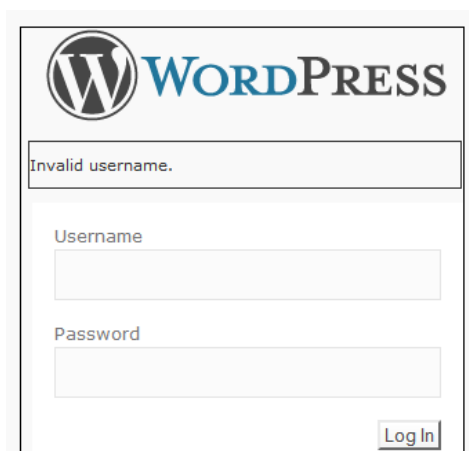 WORDPRESS
Invalid username.
Username
Password
Log In